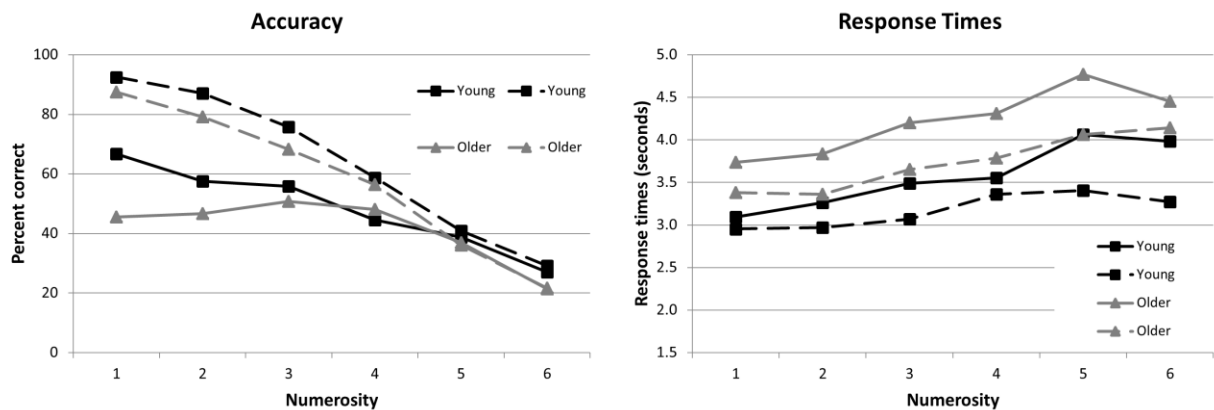 Accuracy
Percent correct
100
80
60
40
20
0
Young Young
Older Older
1 2 3 4 5 6
Numerosity
Response Times
Response times (seconds)
5.0
4.5
4.0
3.5
3.0
2.5
2.0
1.5
Young
Young
Older
Older
1 2 3 4 5 6
Numerosity